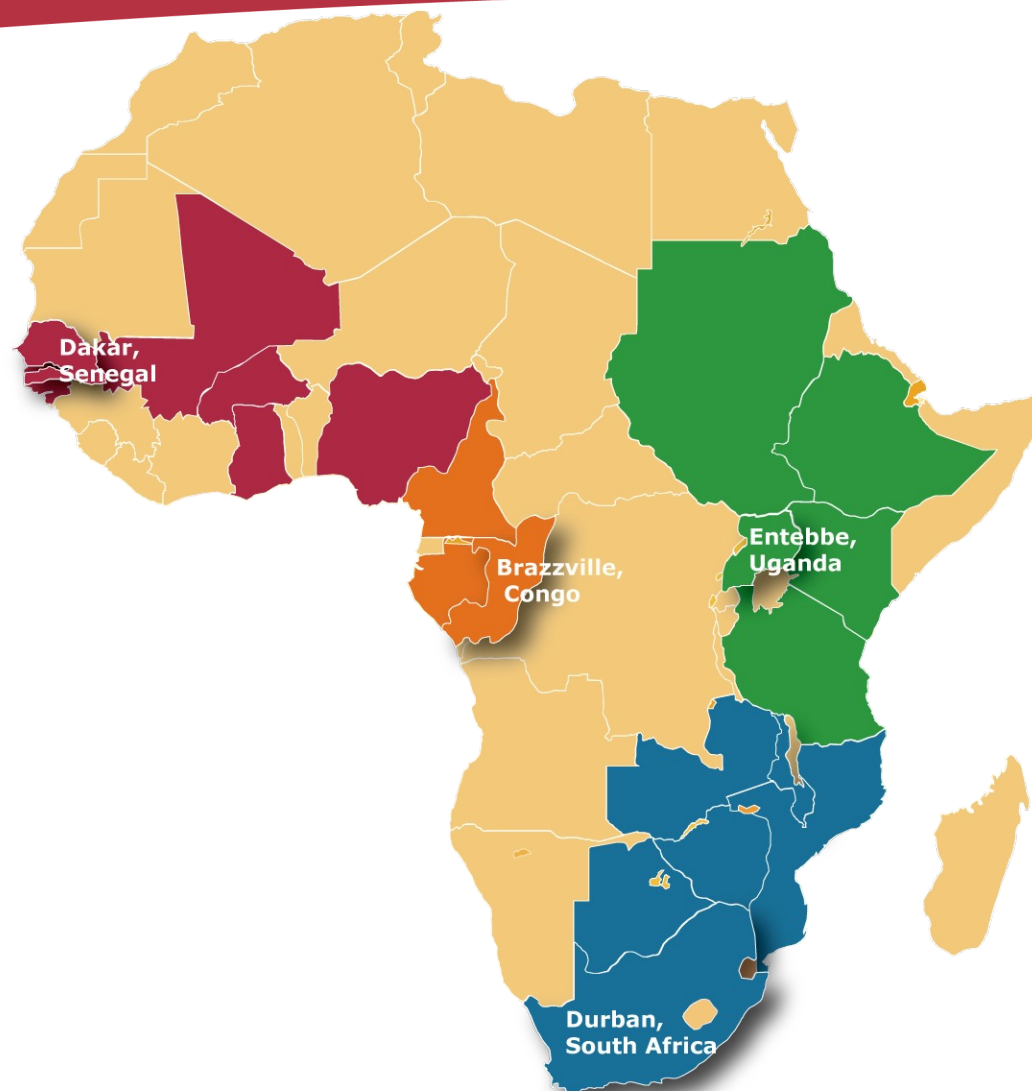 Dakar,
Senegal
Entebbe,
Uganda
Brazzville,
Congo
Durban,
South Africa